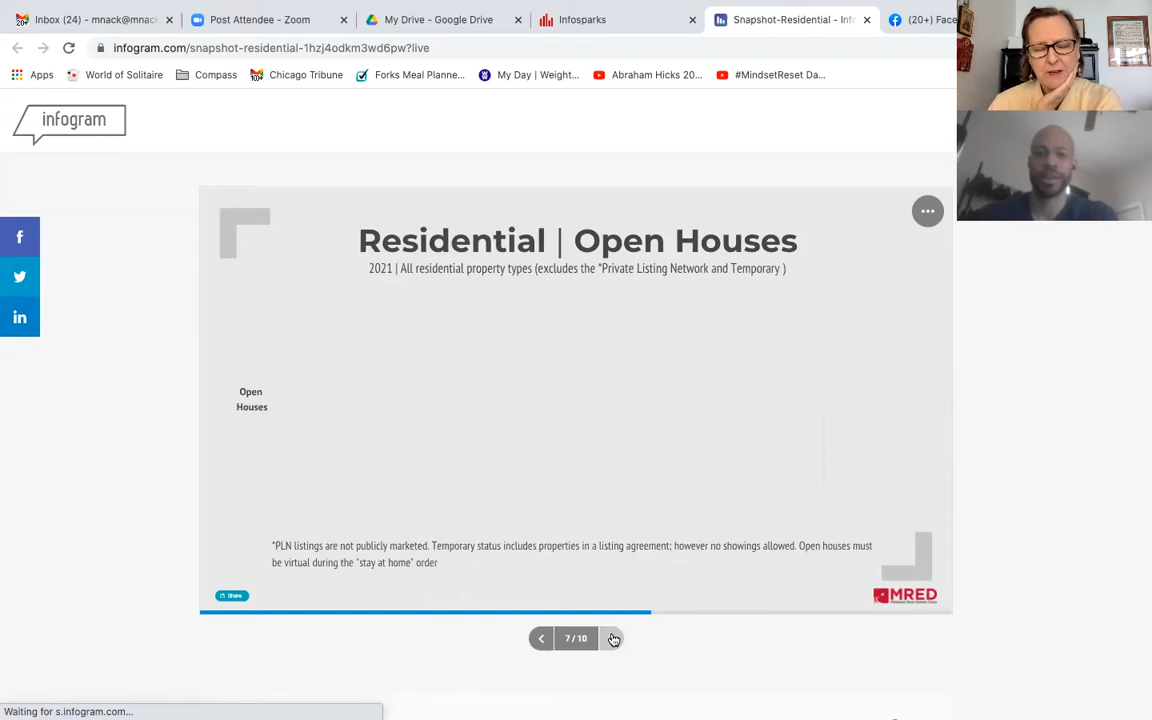 Inbox (24) - mnack@mnack
Post Attendee - Zoom
My Drive - Google Drive
Infosparks
Snapshot-Residential - Inf
(20+) Face
infogram.com/snapshot-residential-1hzj4odkm3wd6pw?live
Apps
World of Solitaire
Compass
Chicago Tribune
Forks Meal Planne...
My Day | Weight...
Abraham Hicks 20...
#MindsetReset Da...
infogram
Residential | Open Houses
2021 | All residential property types (excludes the *Private Listing Network and Temporary )
Open
Houses
*PLN listings are not publicly marketed. Temporary status includes properties in a listing agreement; however no showings allowed. Open houses must
be virtual during the "stay at home" order
Share
MRED
7 / 10
Waiting for s.infogram.com...